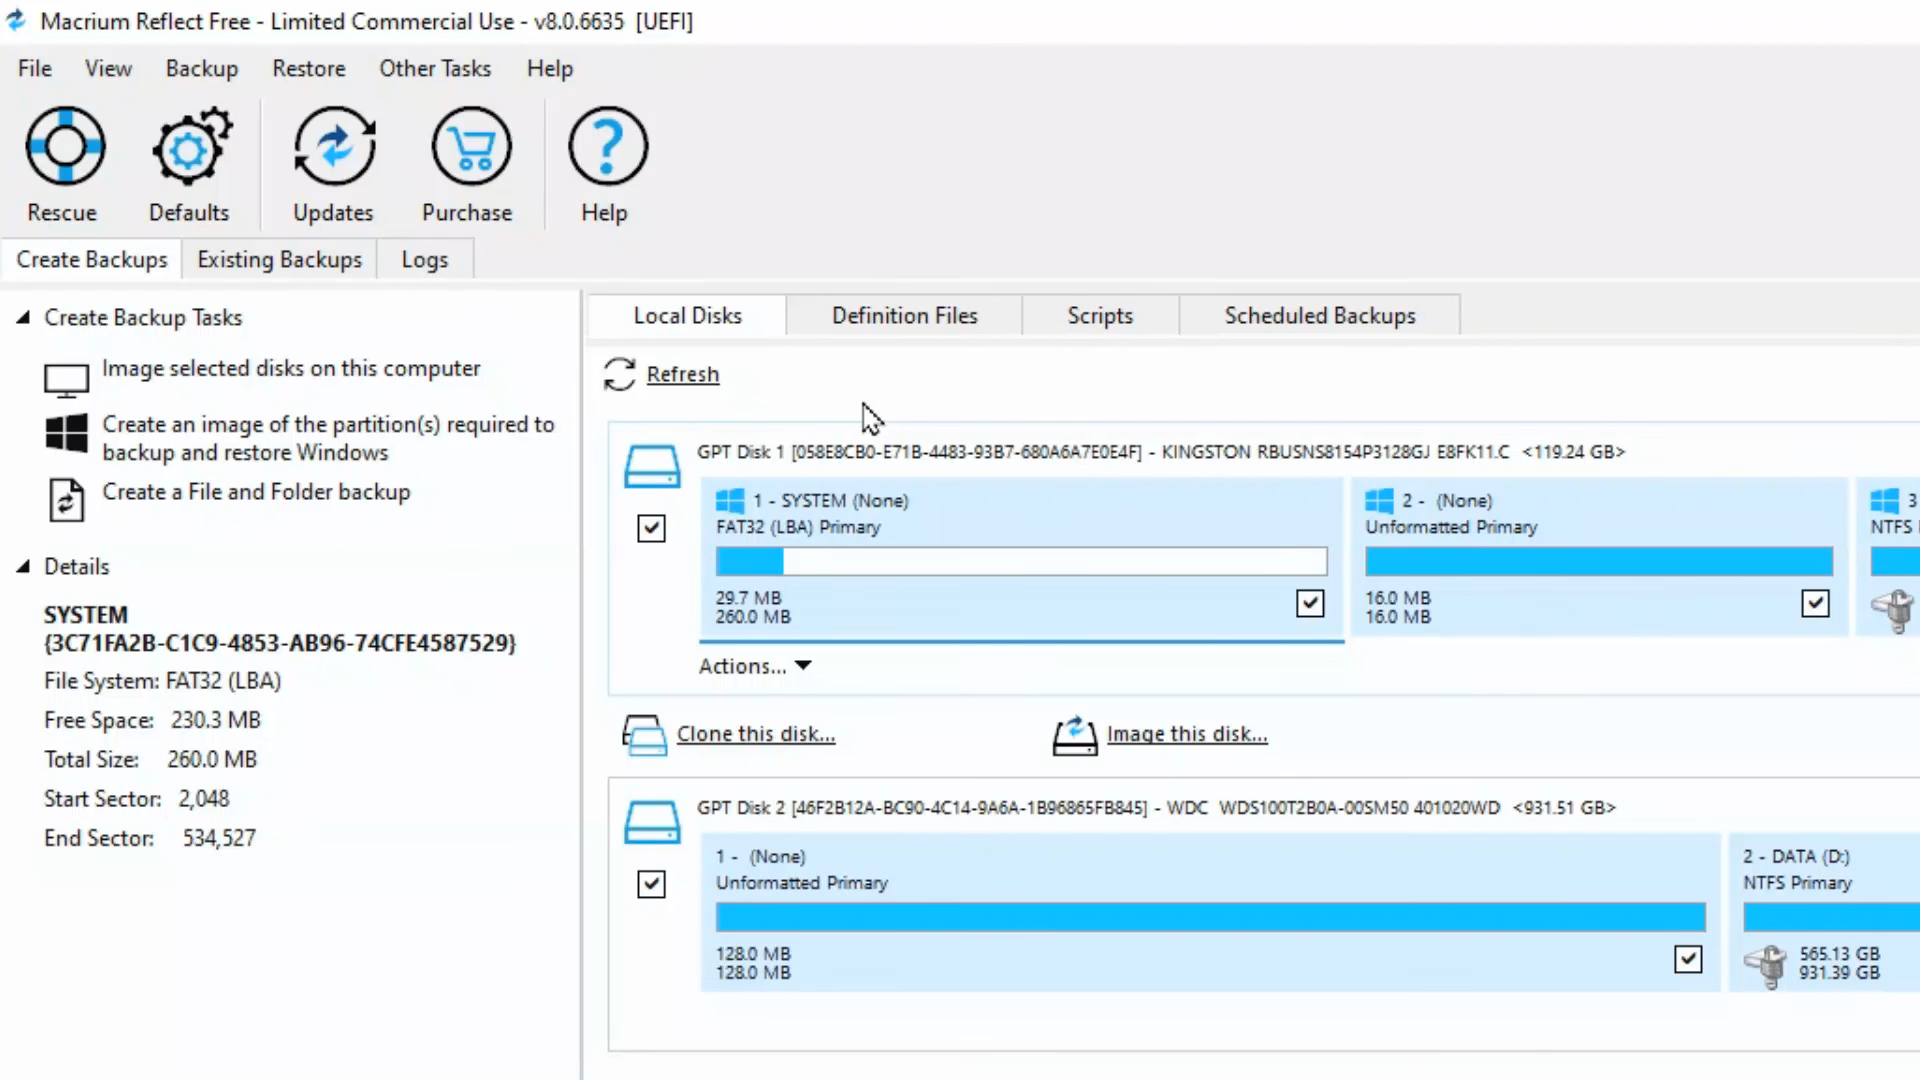 Macrium Reflect Free - Limited Commercial Use - v8.0.6635 [UEFI]
File View Backup Restore Other Tasks Help
Rescue Defaults Updates Purchase Help
Create Backups Existing Backups Logs
Create Backup Tasks
Image selected disks on this computer
Create an image of the partition(s) required to
backup and restore Windows
Create a File and Folder backup
Details
SYSTEM
{3C71FA2B-C1C9-4853-AB96-74CFE4587529}
File System: FAT32 (LBA)
Free Space: 230.3 MB
Total Size: 260.0 MB
Start Sector: 2,048
End Sector: 534,527
Local Disks Definition Files Scripts Scheduled Backups
Refresh
GPT Disk 1 [058E8CB0-E71B-4483-93B7-680A6A7E0E4F] - KINGSTON RBUSNS8154P3128GJ E8FK11.C <119.24 GB>
1 - SYSTEM (None)
FAT32 (LBA) Primary
29.7 MB
260.0 MB
2 - (None)
Unformatted Primary
16.0 MB
16.0 MB
3
NTFS
Actions...
Clone this disk... Image this disk...
GPT Disk 2 [46F2B12A-BC90-4C14-9A6A-1B96865FB845] - WDC WDS100T2B0A-00SM50 401020WD <931.51 GB>
1 - (None)
Unformatted Primary
128.0 MB
128.0 MB
2 - DATA (D:)
NTFS Primary
565.13 GB
931.39 GB